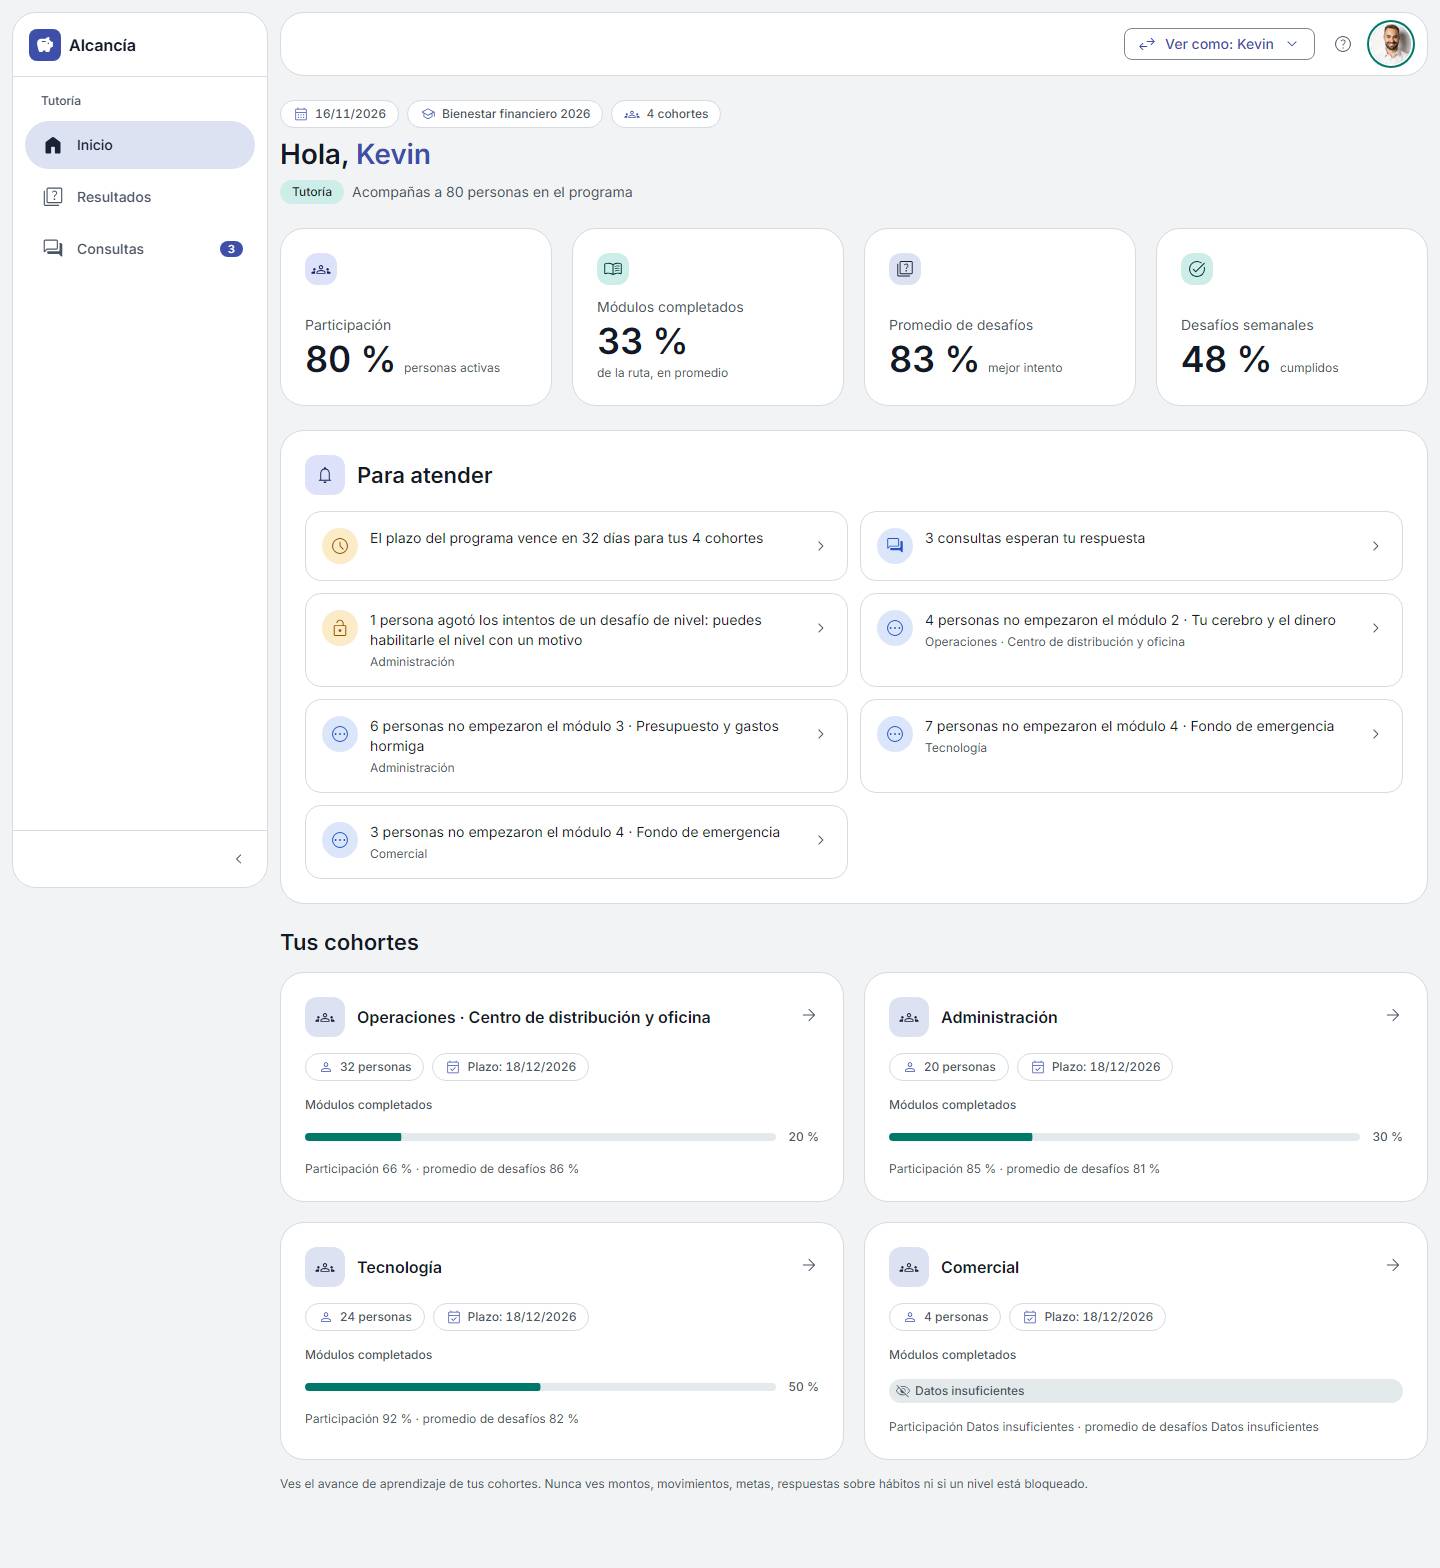 Alcancía
Ver como: Kevin
Tutoría
Inicio
Resultados
Consultas
3
16/11/2026
Bienestar financiero 2026
4 cohortes
Hola, Kevin
Tutoría
Acompañas a 80 personas en el programa
Participación
80 % personas activas
Módulos completados
33 %
de la ruta, en promedio
Promedio de desafíos
83 % mejor intento
Desafíos semanales
48 % cumplidos
Para atender
El plazo del programa vence en 32 días para tus 4 cohortes
3 consultas esperan tu respuesta
1 persona agotó los intentos de un desafío de nivel: puedes
habilitarle el nivel con un motivo
Administración
4 personas no empezaron el módulo 2 · Tu cerebro y el dinero
Operaciones · Centro de distribución y oficina
6 personas no empezaron el módulo 3 · Presupuesto y gastos
hormiga
Administración
7 personas no empezaron el módulo 4 · Fondo de emergencia
Tecnología
3 personas no empezaron el módulo 4 · Fondo de emergencia
Comercial
Tus cohortes
Operaciones · Centro de distribución y oficina
32 personas
Plazo: 18/12/2026
Módulos completados
20 %
Participación 66 % · promedio de desafíos 86 %
Administración
20 personas
Plazo: 18/12/2026
Módulos completados
30 %
Participación 85 % · promedio de desafíos 81 %
Tecnología
24 personas
Plazo: 18/12/2026
Módulos completados
50 %
Participación 92 % · promedio de desafíos 82 %
Comercial
4 personas
Plazo: 18/12/2026
Módulos completados
Datos insuficientes
Participación Datos insuficientes · promedio de desafíos Datos insuficientes
Ves el avance de aprendizaje de tus cohortes. Nunca ves montos, movimientos, metas, respuestas sobre hábitos ni si un nivel está bloqueado.